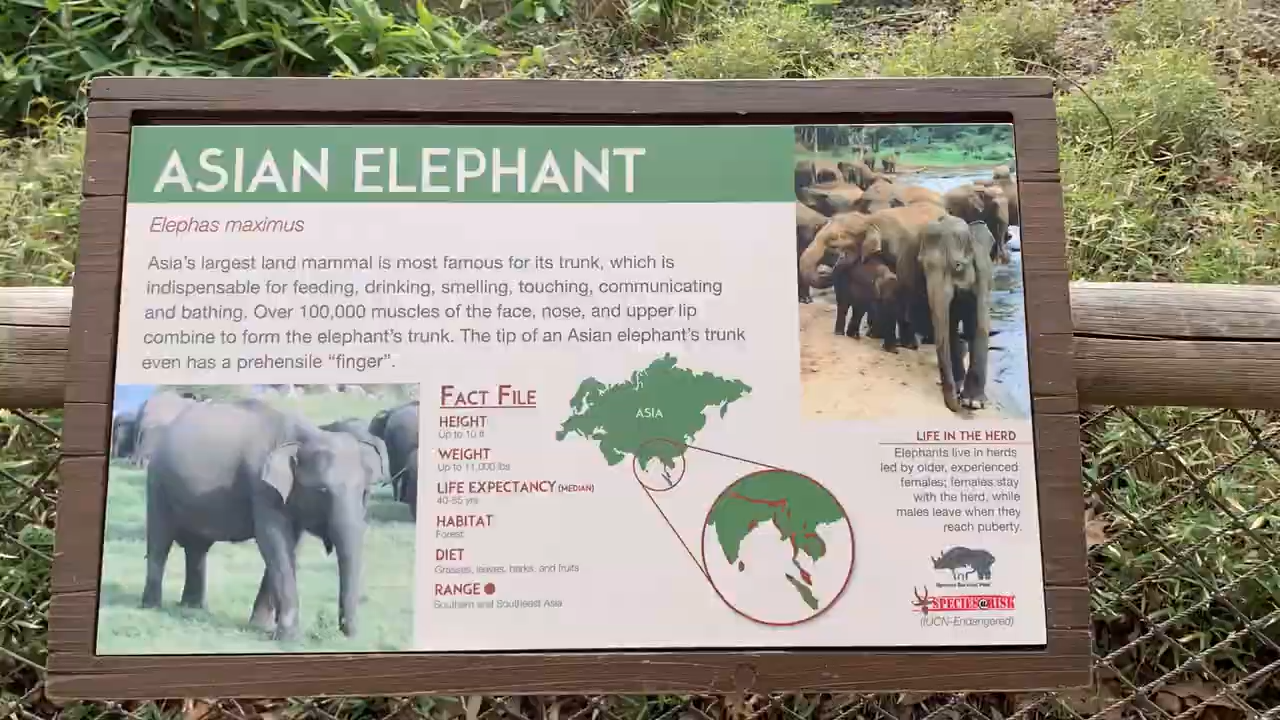 ASIAN ELEPHANT
Elephas maximus
Asia's largest land mammal is most famous for its trunk, which is
indispensable for feeding, drinking, smelling, touching, communicating
and bathing. Over 100,000 muscles of the face, nose, and upper lip
combine to form the elephant's trunk. The tip of an Asian elephant's trunk
even has a prehensile “finger”.
FACT FILE
HEIGHT
Up to 10 ft
WEIGHT
Up to 11,000 lbs
LIFE EXPECTANCY (MEDIAN)
yrs
HABITAT
Forest
DIET
Grasses, leaves, barks, and fruits
RANGE
Southern and Southeast Asia
ASIA
LIFE IN THE HERD
Elephants live in herds
led by older, experienced
females; females stay
with the herd, while
males leave when they
reach puberty.
Species Survival Plan
SPECIES at RISK
(IUCN-Endangered)